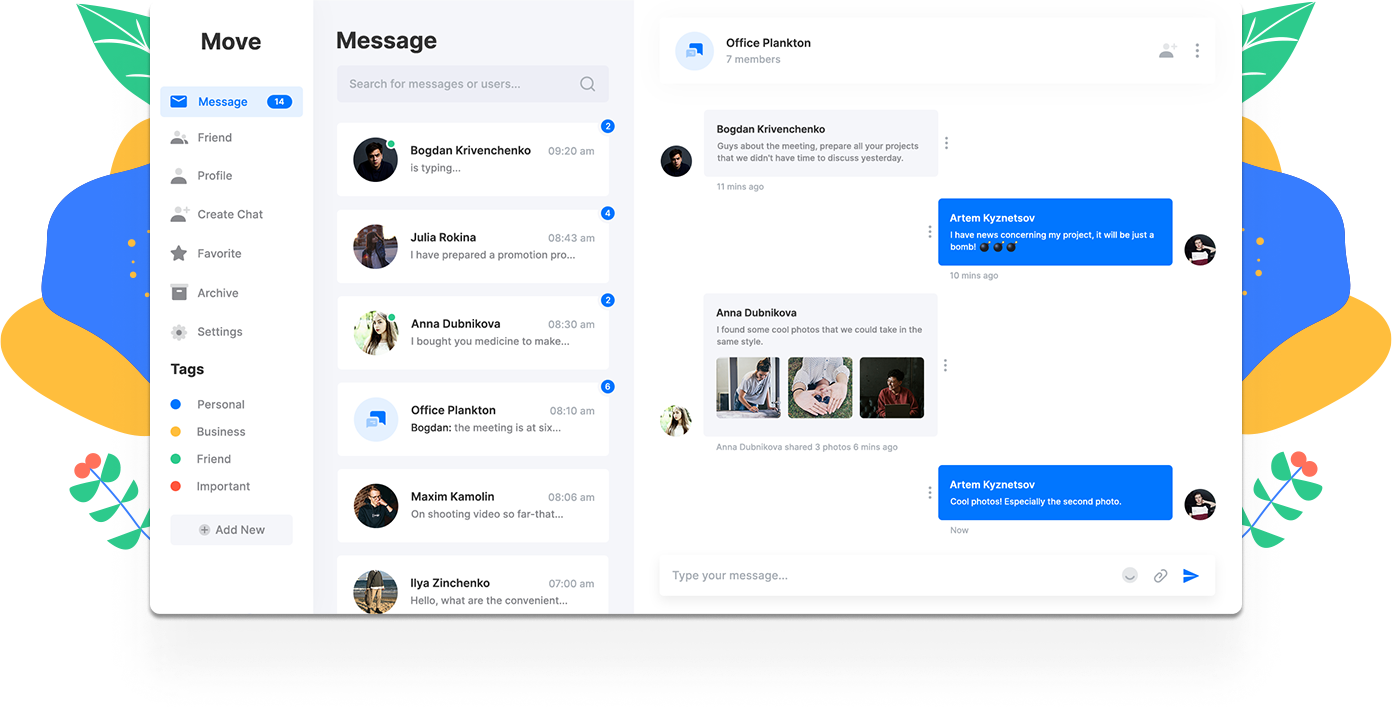 Move
Message 14
Friend
Profile
Create Chat
Favorite
Archive
Settings
Tags
Personal
Business
Friend
Important
Add New
Message
Search for messages or users...
2
Bogdan Krivenchenko 09:20 am
is typing...
4
Julia Rokina 08:43 am
I have prepared a promotion pro...
2
Anna Dubnikova 08:30 am
I bought you medicine to make...
6
Office Plankton 08:10 am
Bogdan: the meeting is at six...
Maxim Kamolin 08:06 am
On shooting video so far-that...
Ilya Zinchenko 07:00 am
Hello, what are the convenient...
Office Plankton
7 members
Bogdan Krivenchenko
Guys about the meeting, prepare all your projects
that we didn't have time to discuss yesterday.
11 mins ago
Artem Kyznetsov
I have news concerning my project, it will be just a
bomb! 💣💣💣
10 mins ago
Anna Dubnikova
I found some cool photos that we could take in the
same style.
Anna Dubnikova shared 3 photos 6 mins ago
Artem Kyznetsov
Cool photos! Especially the second photo.
Now
Type your message...